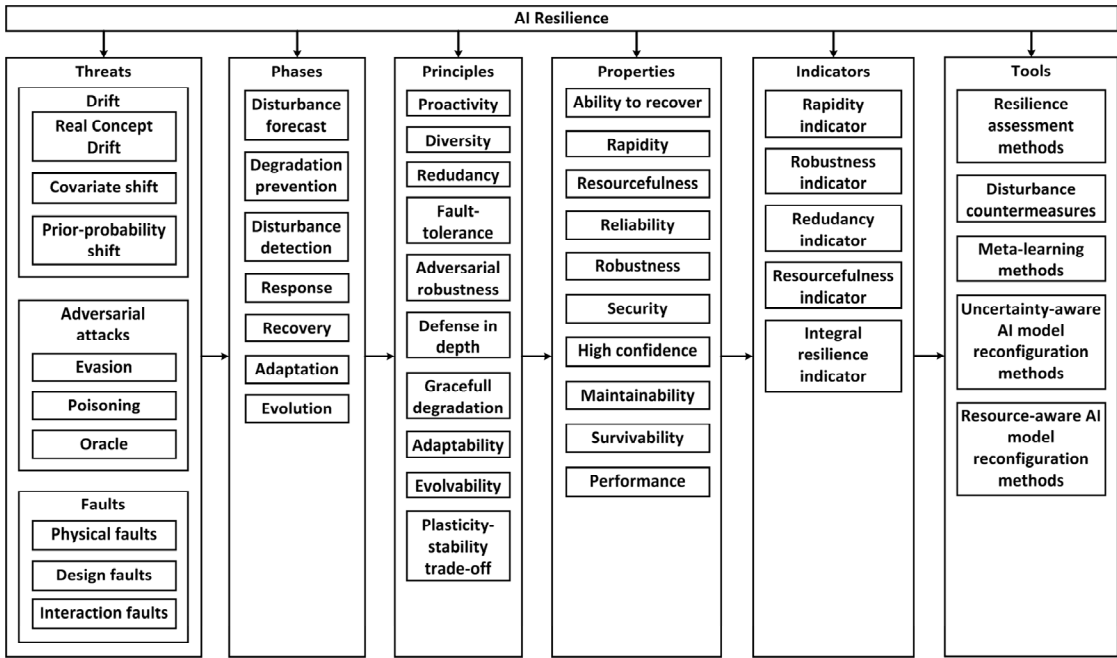 AI Resilience
Threats
Drift
Real Concept
Drift
Covariate shift
Prior-probability
shift
Adversarial
attacks
Evasion
Poisoning
Oracle
Faults
Physical faults
Design faults
Interaction faults
Phases
Disturbance
forecast
Degradation
prevention
Disturbance
detection
Response
Recovery
Adaptation
Evolution
Principles
Proactivity
Diversity
Redudancy
Fault-
tolerance
Adversarial
robustness
Defense in
depth
Gracefull
degradation
Adaptability
Evolvability
Plasticity-
stability
trade-off
Properties
Ability to recover
Rapidity
Resourcefulness
Reliability
Robustness
Security
High confidence
Maintainability
Survivability
Performance
Indicators
Rapidity
indicator
Robustness
indicator
Redudancy
indicator
Resourcefulness
indicator
Integral
resilience
indicator
Tools
Resilience
assessment
methods
Disturbance
countermeasures
Meta-learning
methods
Uncertainty-aware
AI model
reconfiguration
methods
Resource-aware AI
model
reconfiguration
methods